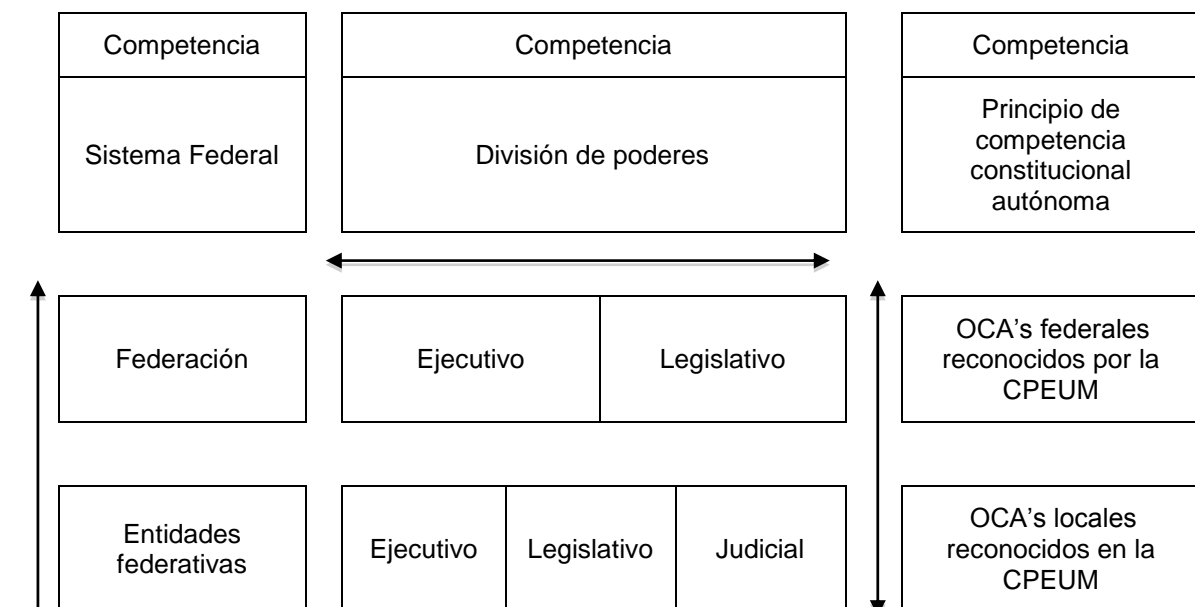 Competencia
Competencia
Competencia
Sistema Federal
División de poderes
Principio de
competencia
constitucional
autónoma
Federación
Ejecutivo
Legislativo
OCA’s federales
reconocidos por la
CPEUM
Entidades
federativas
Ejecutivo
Legislativo
Judicial
OCA’s locales
reconocidos en la
CPEUM